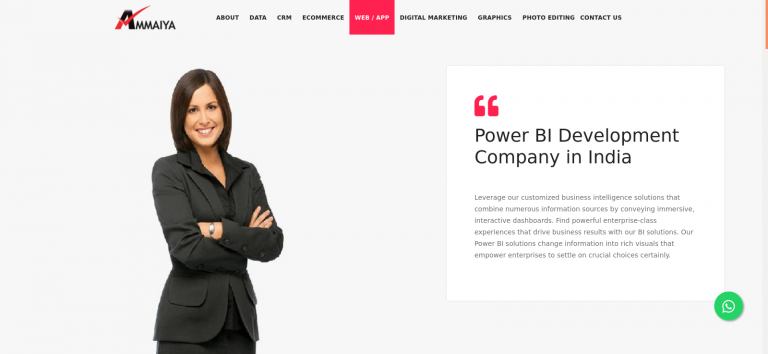 AMMAIYA
ABOUT DATA CRM ECOMMERCE WEB / APP DIGITAL MARKETING GRAPHICS PHOTO EDITING CONTACT US
Power BI Development
Company in India
Leverage our customized business intelligence solutions that
combine numerous information sources by conveying immersive,
interactive dashboards. Find powerful enterprise-class
experiences that drive business results with our BI solutions. Our
Power BI solutions change information into rich visuals that
empower enterprises to settle on crucial choices certainly.